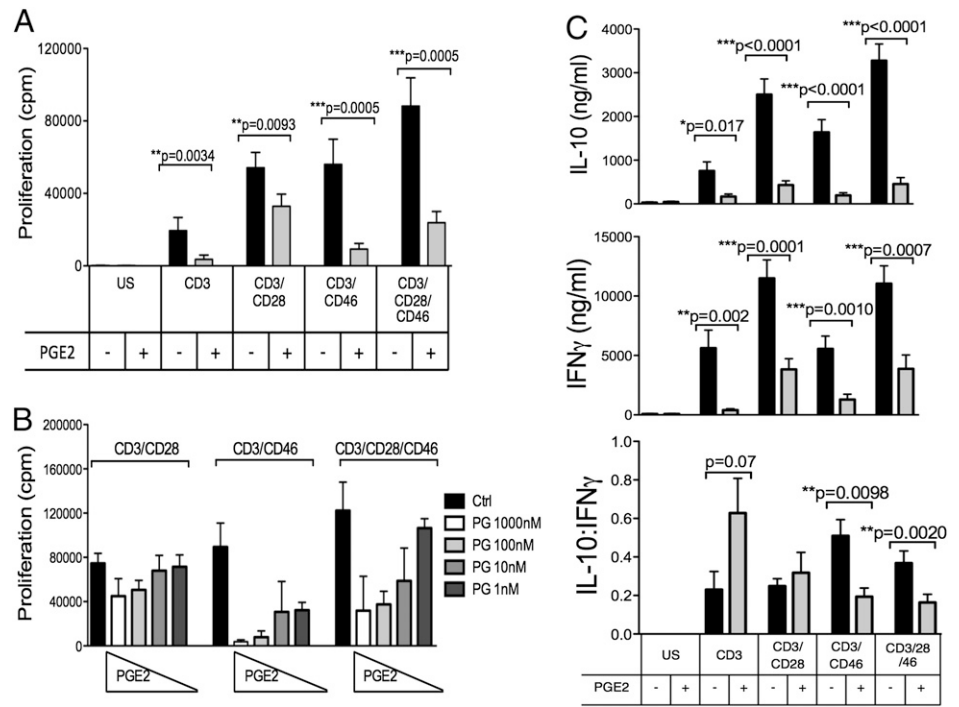 A
Proliferation (cpm)
120000
80000
40000
0
**p=0.0034
**p=0.0093
***p=0.0005
***p=0.0005
US
CD3
CD3/
CD28
CD3/
CD46
CD3/
CD28/
CD46
PGE2 - + - + - + - + - +
B
Proliferation (cpm)
200000
160000
120000
80000
40000
0
CD3/CD28
CD3/CD46
CD3/CD28/CD46
Ctrl
PG 1000nM
PG 100nM
PG 10nM
PG 1nM
PGE2
PGE2
PGE2
C
IL-10 (ng/ml)
4000
3000
2000
1000
0
*p=0.017
***p<0.0001
***p<0.0001
***p<0.0001
IFNγ (ng/ml)
15000
10000
5000
0
**p=0.002
***p=0.0001
***p=0.0010
***p=0.0007
IL-10:IFNγ
1.0
0.8
0.6
0.4
0.2
0.0
p=0.07
**p=0.0098
**p=0.0020
US
CD3
CD3/
CD28
CD3/
CD46
CD3/28
/46
PGE2 - + - + - + - + - +